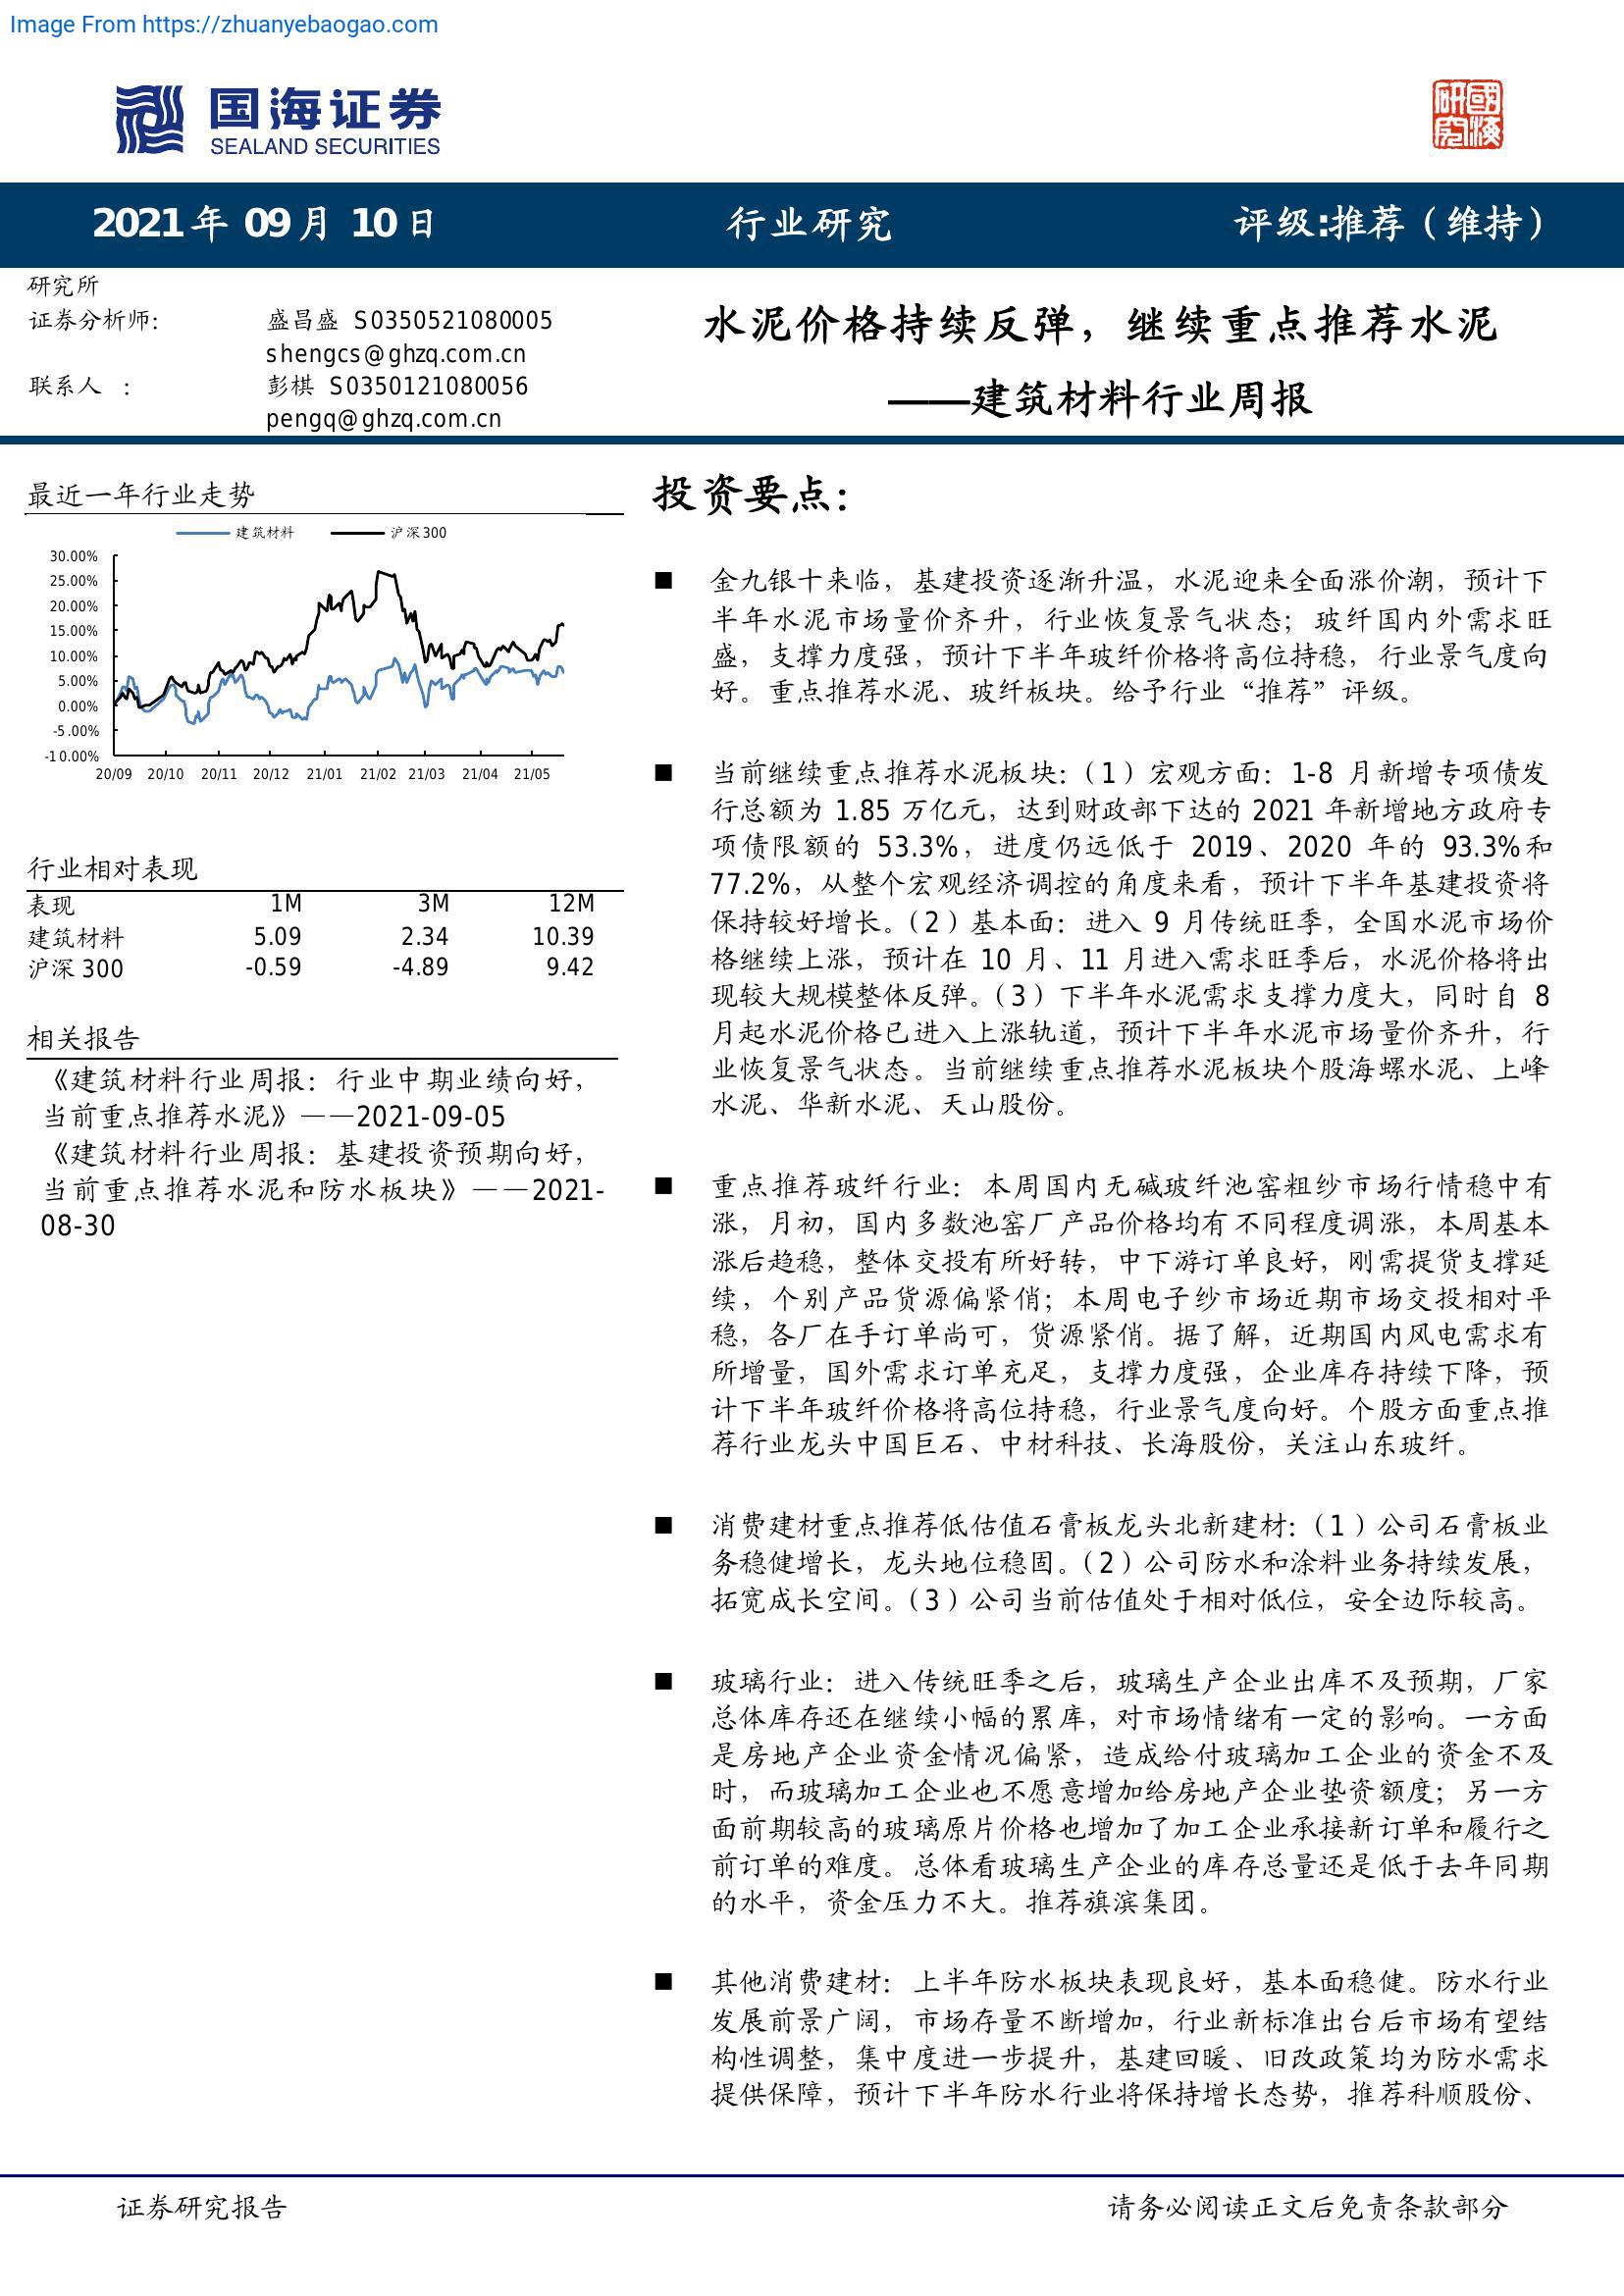 Image From https://zhuanyebaogao.com
国海证券
SEALAND SECURITIES
國海研究
2021 年 09 月 10 日
行业研究
评级:推荐（维持）
研究所
证券分析师:
盛昌盛 S0350521080005
shengcs@ghzq.com.cn
联系人 :
彭棋 S0350121080056
pengq@ghzq.com.cn
水泥价格持续反弹，继续重点推荐水泥
——建筑材料行业周报
最近一年行业走势
建筑材料
沪深300
30.00%
25.00%
20.00%
15.00%
10.00%
5.00%
0.00%
-5.00%
-10.00%
20/09 20/10 20/11 20/12 21/01 21/02 21/03 21/04 21/05
行业相对表现
表现 1M 3M 12M
建筑材料 5.09 2.34 10.39
沪深 300 -0.59 -4.89 9.42
相关报告
《建筑材料行业周报：行业中期业绩向好，
当前重点推荐水泥》——2021-09-05
《建筑材料行业周报：基建投资预期向好，
当前重点推荐水泥和防水板块》——2021-
08-30
投资要点：
■ 金九银十来临，基建投资逐渐升温，水泥迎来全面涨价潮，预计下
半年水泥市场量价齐升，行业恢复景气状态；玻纤国内外需求旺
盛，支撑力度强，预计下半年玻纤价格将高位持稳，行业景气度向
好。重点推荐水泥、玻纤板块。给予行业“推荐”评级。
■ 当前继续重点推荐水泥板块：（1）宏观方面：1-8 月新增专项债发
行总额为 1.85 万亿元，达到财政部下达的 2021 年新增地方政府专
项债限额的 53.3%，进度仍远低于 2019、2020 年的 93.3%和
77.2%，从整个宏观经济调控的角度来看，预计下半年基建投资将
保持较好增长。（2）基本面：进入 9 月传统旺季，全国水泥市场价
格继续上涨，预计在 10 月、11 月进入需求旺季后，水泥价格将出
现较大规模整体反弹。（3）下半年水泥需求支撑力度大，同时自 8
月起水泥价格已进入上涨轨道，预计下半年水泥市场量价齐升，行
业恢复景气状态。当前继续重点推荐水泥板块个股海螺水泥、上峰
水泥、华新水泥、天山股份。
■ 重点推荐玻纤行业：本周国内无碱玻纤池窑粗纱市场行情稳中有
涨，月初，国内多数池窑厂产品价格均有不同程度调涨，本周基本
涨后趋稳，整体交投有所好转，中下游订单良好，刚需提货支撑延
续，个别产品货源偏紧俏；本周电子纱市场近期市场交投相对平
稳，各厂在手订单尚可，货源紧俏。据了解，近期国内风电需求有
所增量，国外需求订单充足，支撑力度强，企业库存持续下降，预
计下半年玻纤价格将高位持稳，行业景气度向好。个股方面重点推
荐行业龙头中国巨石、中材科技、长海股份，关注山东玻纤。
■ 消费建材重点推荐低估值石膏板龙头北新建材：（1）公司石膏板业
务稳健增长，龙头地位稳固。（2）公司防水和涂料业务持续发展，
拓宽成长空间。（3）公司当前估值处于相对低位，安全边际较高。
■ 玻璃行业：进入传统旺季之后，玻璃生产企业出库不及预期，厂家
总体库存还在继续小幅的累库，对市场情绪有一定的影响。一方面
是房地产企业资金情况偏紧，造成给付玻璃加工企业的资金不及
时，而玻璃加工企业也不愿意增加给房地产企业垫资额度；另一方
面前期较高的玻璃原片价格也增加了加工企业承接新订单和履行之
前订单的难度。总体看玻璃生产企业的库存总量还是低于去年同期
的水平，资金压力不大。推荐旗滨集团。
■ 其他消费建材：上半年防水板块表现良好，基本面稳健。防水行业
发展前景广阔，市场存量不断增加，行业新标准出台后市场有望结
构性调整，集中度进一步提升，基建回暖、旧改政策均为防水需求
提供保障，预计下半年防水行业将保持增长态势，推荐科顺股份、
证券研究报告
请务必阅读正文后免责条款部分